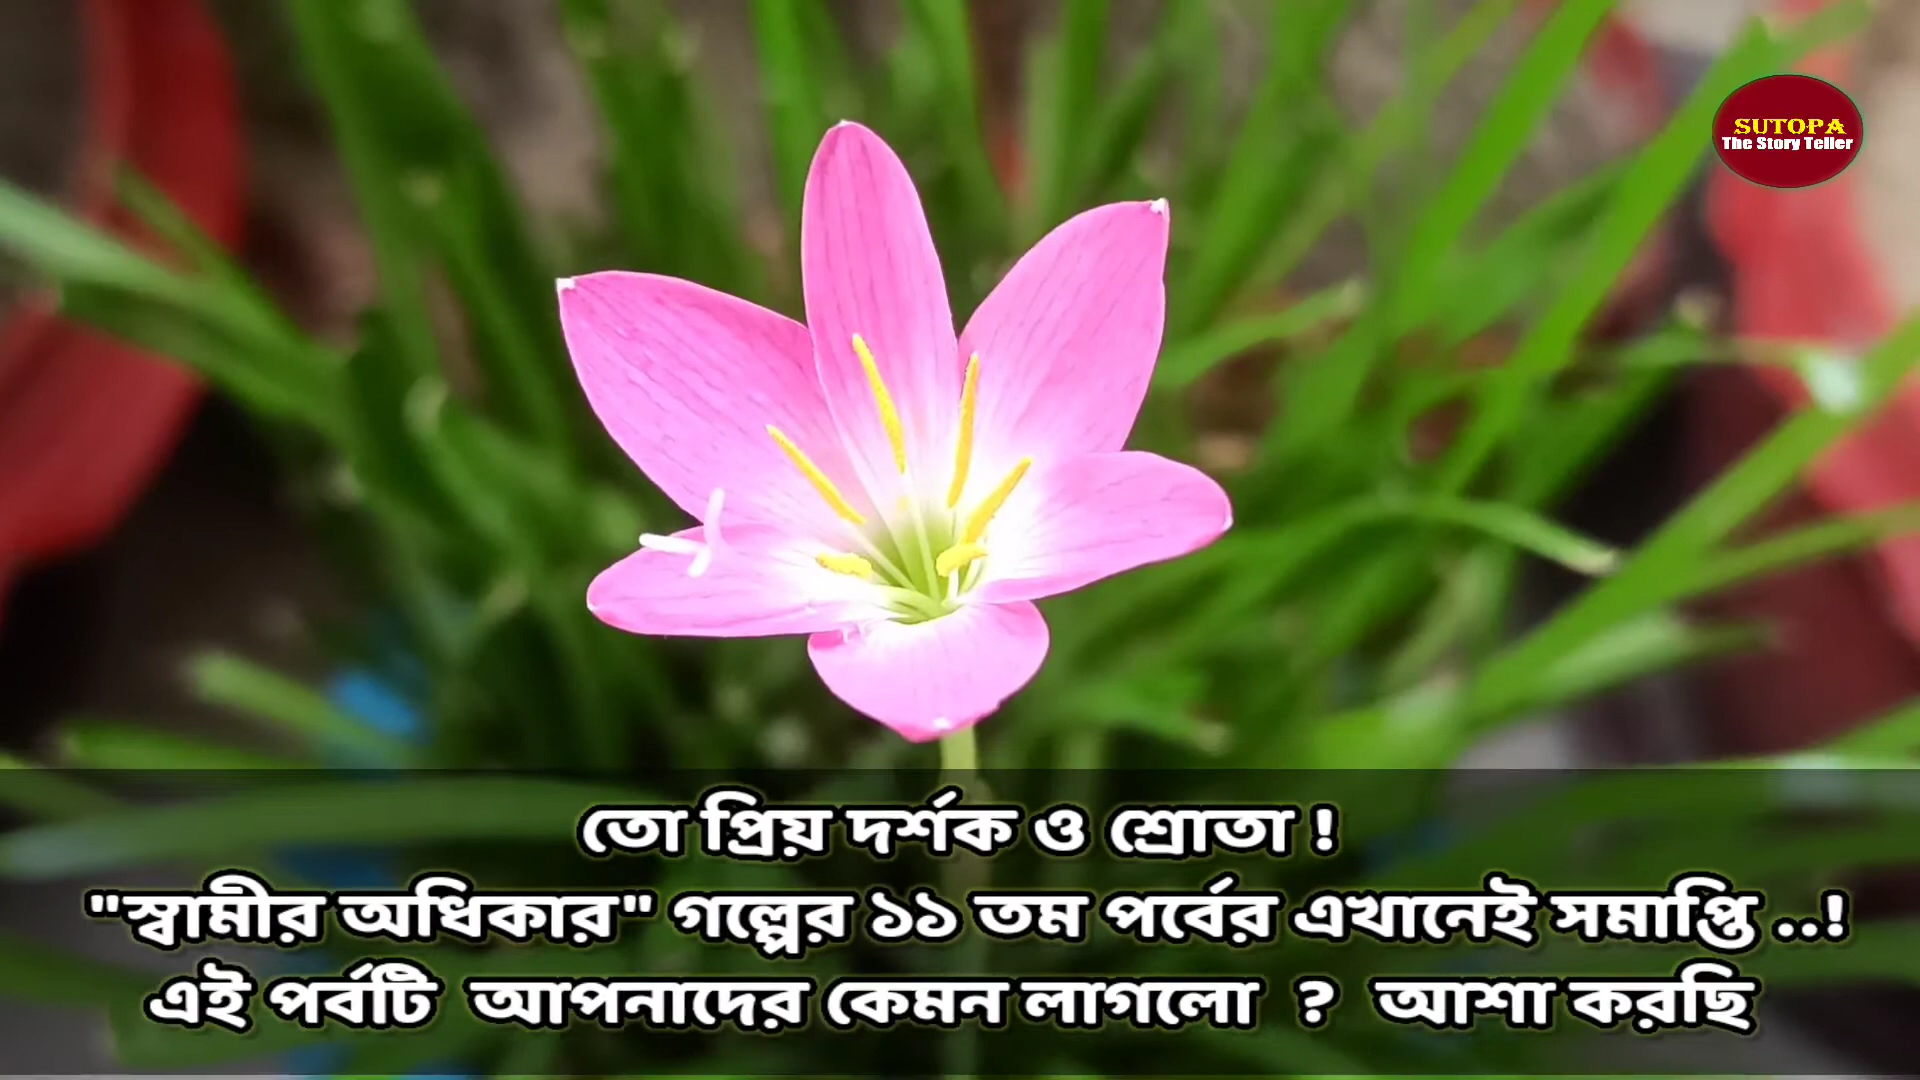 SUTOPA
The Story Teller
তো প্রিয় দর্শক ও শ্রোতা !
"স্বামীর অধিকার" গল্পের ১১ তম পর্বের এখানেই সমাপ্তি ..!
এই পর্বটি আপনাদের কেমন লাগলো ? আশা করছি